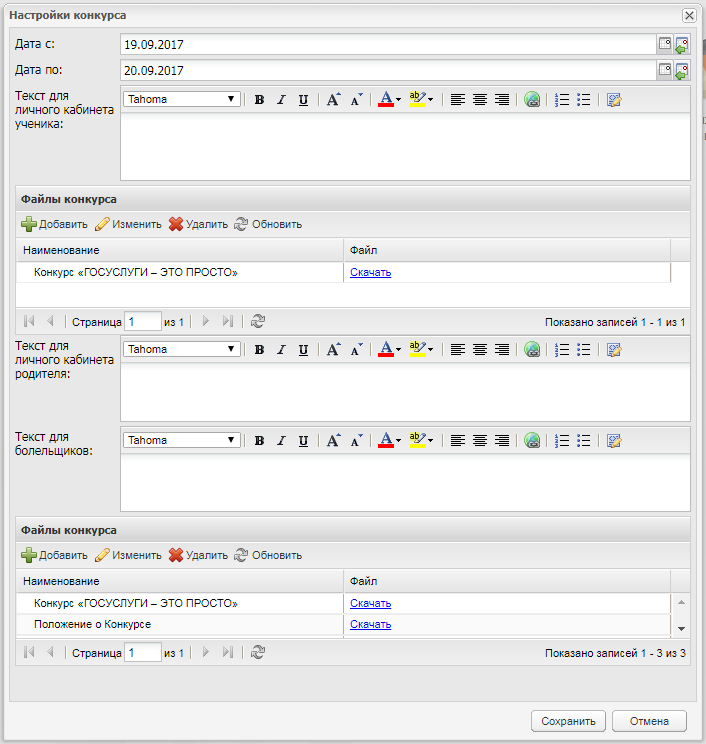 Настройки конкурса
Дата с: 19.09.2017
Дата по: 20.09.2017
Текст для
личного кабинета
ученика:
Tahoma B I U A A A ab
Файлы конкурса
Добавить Изменить Удалить Обновить
Наименование Файл
Конкурс «ГОСУСЛУГИ – ЭТО ПРОСТО» Скачать
Страница 1 из 1 Показано записей 1 - 1 из 1
Текст для
личного кабинета
родителя:
Tahoma B I U A A A ab
Текст для
болельщиков:
Tahoma B I U A A A ab
Файлы конкурса
Добавить Изменить Удалить Обновить
Наименование Файл
Конкурс «ГОСУСЛУГИ – ЭТО ПРОСТО» Скачать
Положение о Конкурсе Скачать
Страница 1 из 1 Показано записей 1 - 3 из 3
Сохранить Отмена